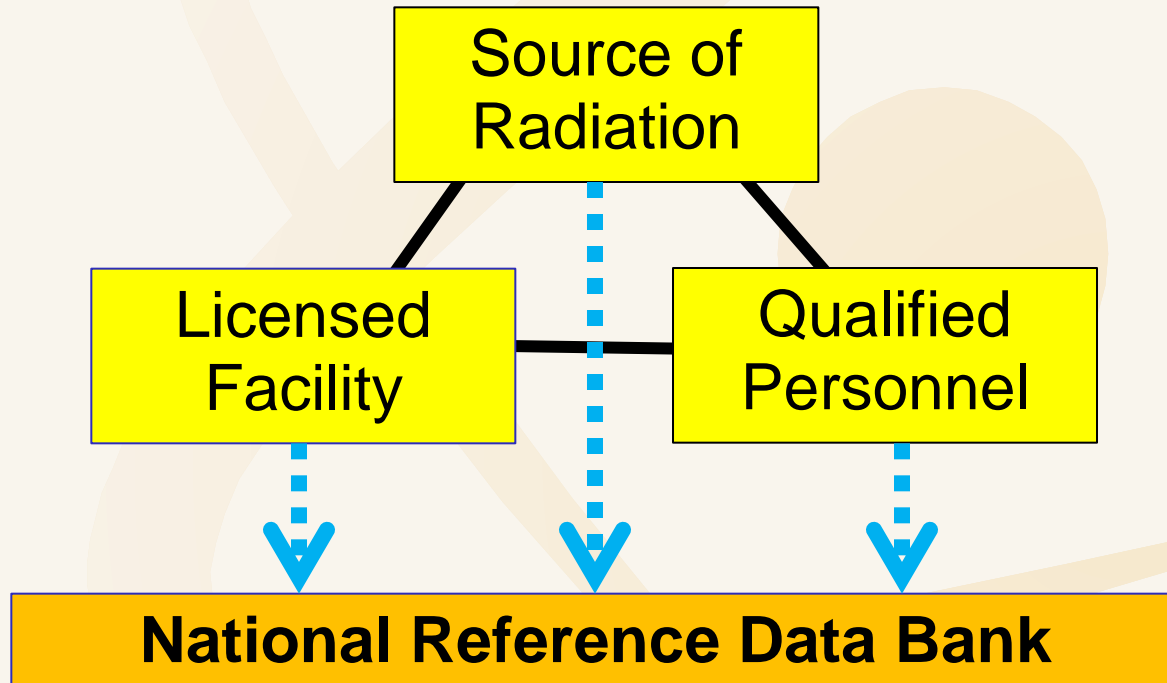 Source of
Radiation
Licensed
Facility
Qualified
Personnel
National Reference Data Bank